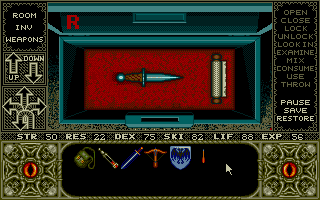 ROOM
INV
WEAPONS
UP
DOWN
R
OPEN
CLOSE
LOCK
UNLOCK
LOOK IN
EXAMINE
MIX
CONSUME
USE
THROW
PAUSE
SAVE
RESTORE
STR 50 RES 22 DEX 75 SKI 82 LIF 88 EXP 56